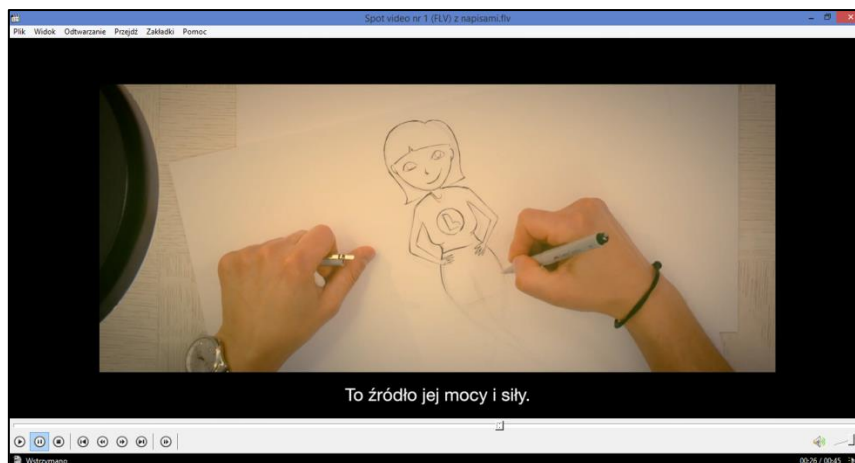 Spot video nr 1 (FLV) z napisami.flv
Plik Widok Odtwarzanie Przejdź Zakładki Pomoc
L
To źródło jej mocy i siły.
Wstrzymano 00:26 / 00:45